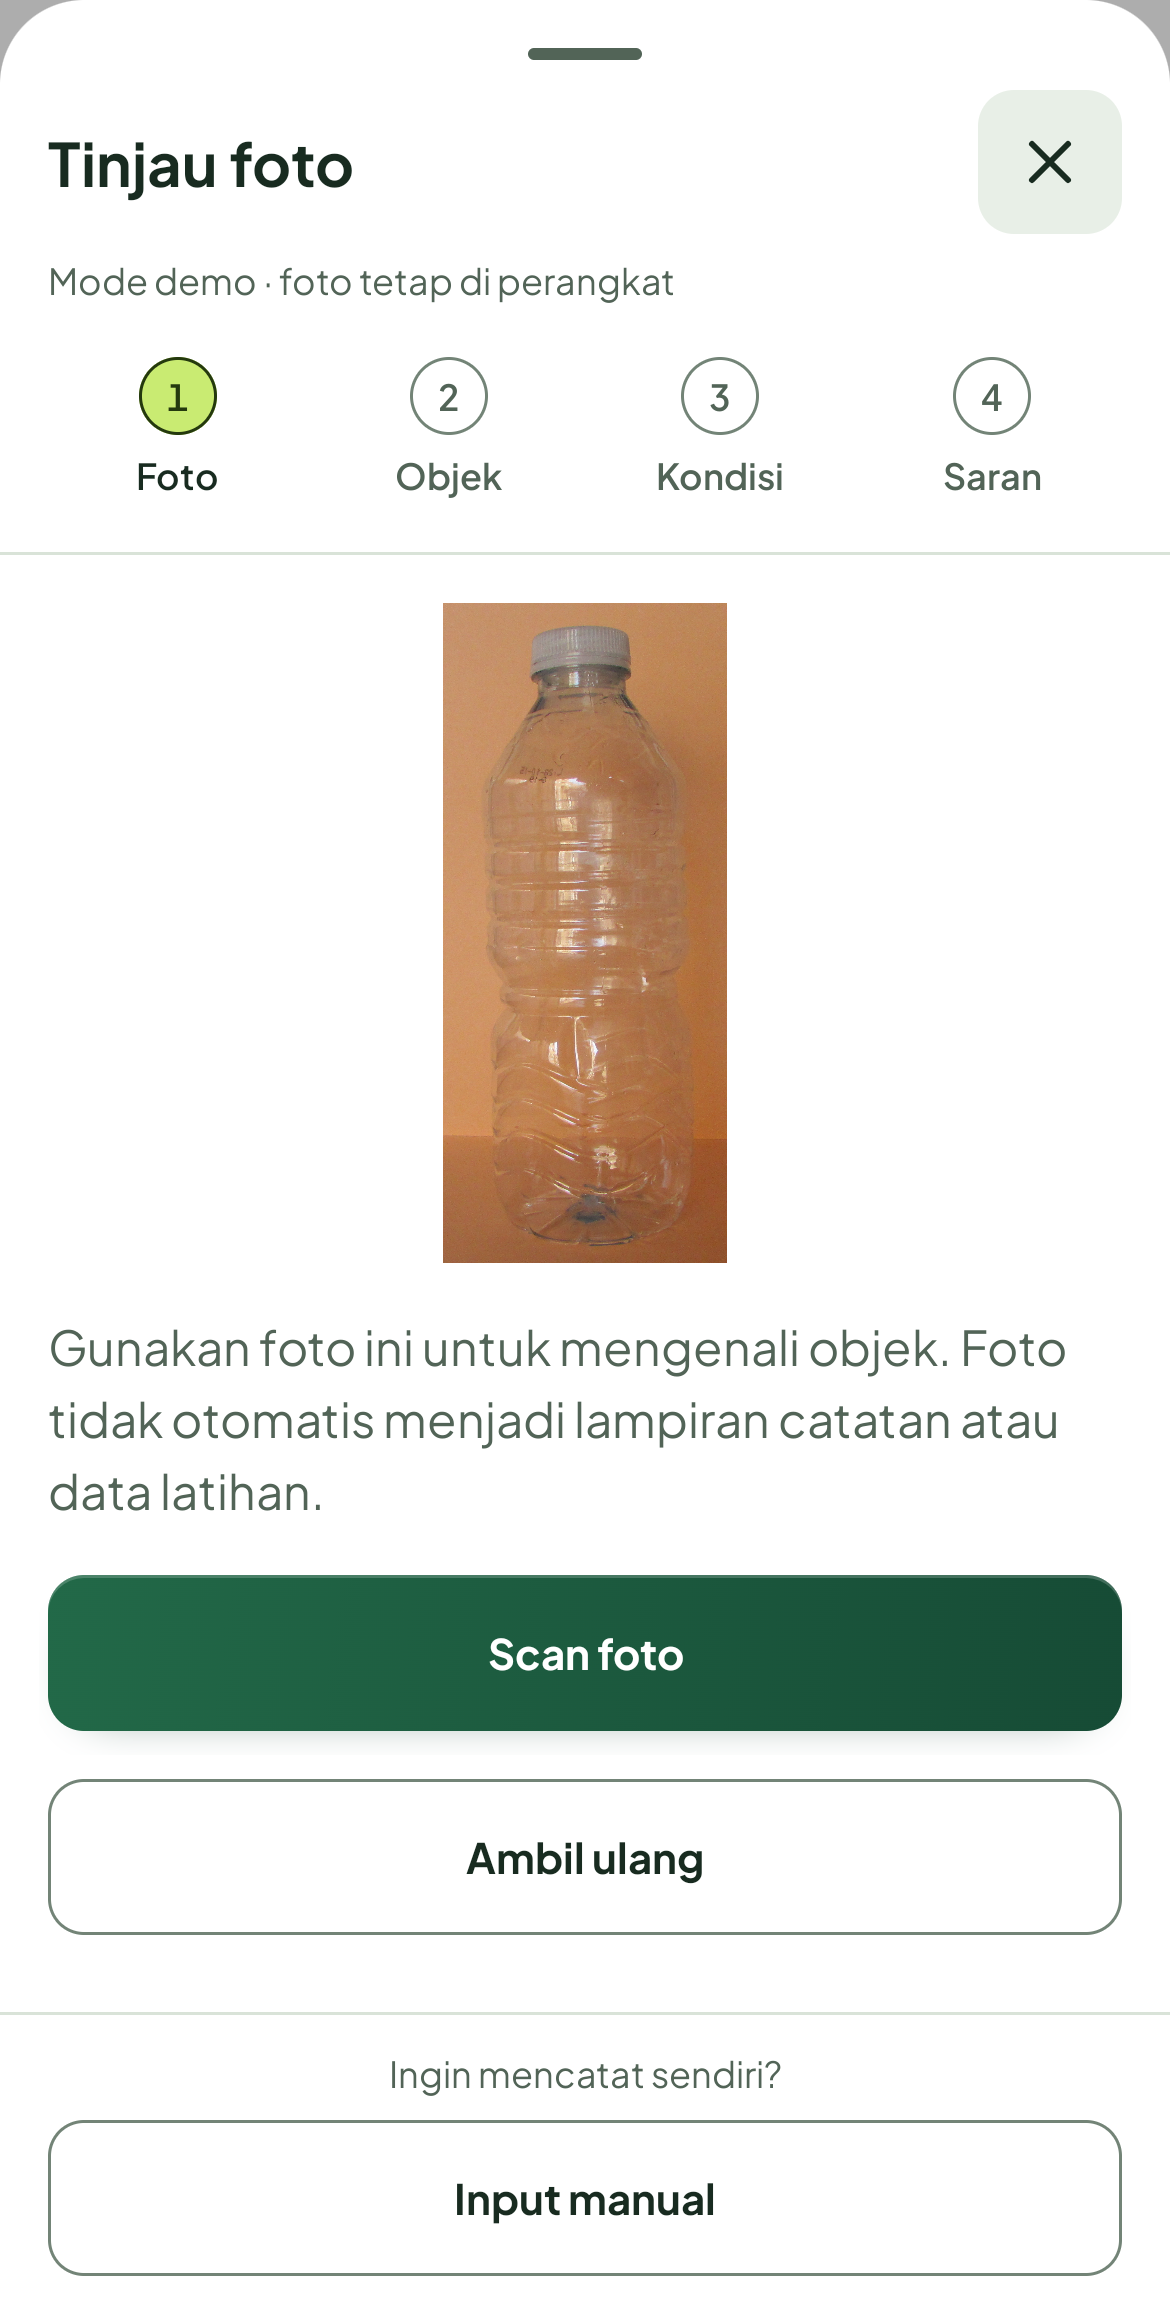 Tinjau foto
Mode demo · foto tetap di perangkat
1
2
3
4
Foto
Objek
Kondisi
Saran
Gunakan foto ini untuk mengenali objek. Foto
tidak otomatis menjadi lampiran catatan atau
data latihan.
Scan foto
Ambil ulang
Ingin mencatat sendiri?
Input manual